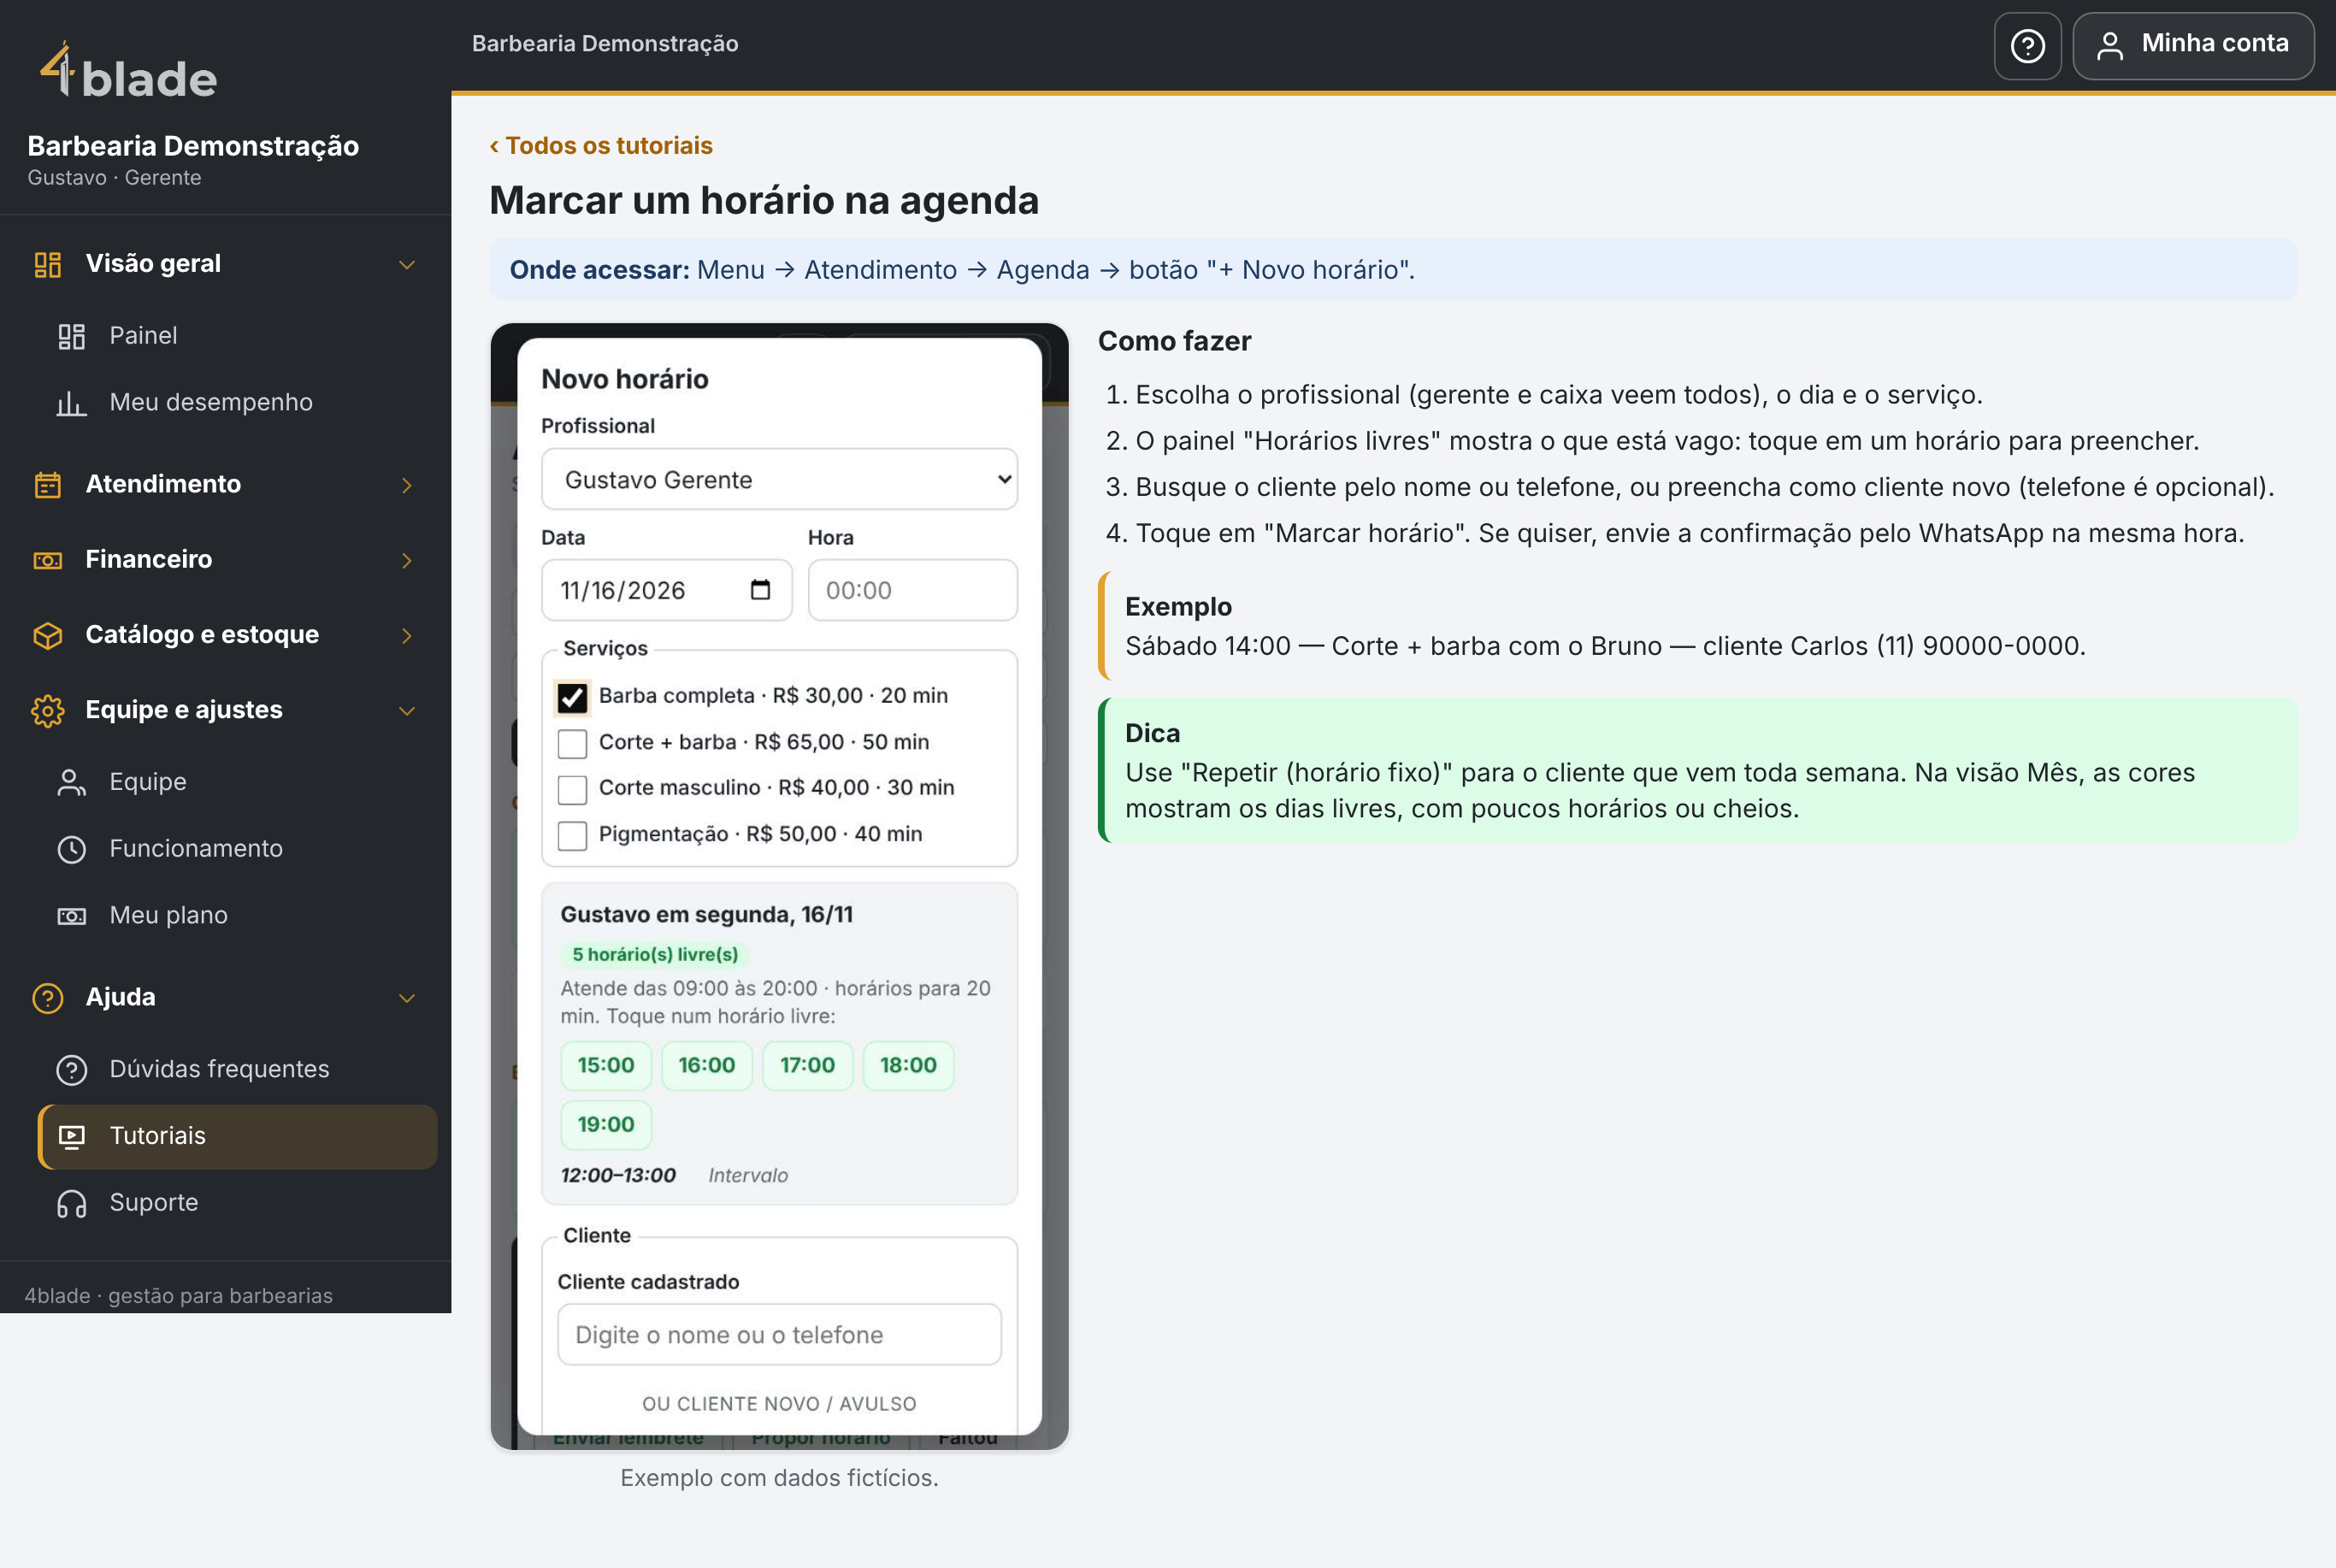 4blade
Barbearia Demonstração
Gustavo · Gerente
Visão geral
Painel
Meu desempenho
Atendimento
Financeiro
Catálogo e estoque
Equipe e ajustes
Equipe
Funcionamento
Meu plano
Ajuda
Dúvidas frequentes
Tutoriais
Suporte
4blade · gestão para barbearias
Barbearia Demonstração
Minha conta
‹ Todos os tutoriais
Marcar um horário na agenda
Onde acessar: Menu → Atendimento → Agenda → botão "+ Novo horário".
Novo horário
Profissional
Gustavo Gerente
Data Hora
11/16/2026 00:00
Serviços
Barba completa · R$ 30,00 · 20 min
Corte + barba · R$ 65,00 · 50 min
Corte masculino · R$ 40,00 · 30 min
Pigmentação · R$ 50,00 · 40 min
Gustavo em segunda, 16/11
5 horário(s) livre(s)
Atende das 09:00 às 20:00 · horários para 20
min. Toque num horário livre:
15:00 16:00 17:00 18:00
19:00
12:00–13:00 Intervalo
Cliente
Cliente cadastrado
Digite o nome ou o telefone
OU CLIENTE NOVO / AVULSO
Enviar lembrete Propor horário Faltou
Exemplo com dados fictícios.
Como fazer
1. Escolha o profissional (gerente e caixa veem todos), o dia e o serviço.
2. O painel "Horários livres" mostra o que está vago: toque em um horário para preencher.
3. Busque o cliente pelo nome ou telefone, ou preencha como cliente novo (telefone é opcional).
4. Toque em "Marcar horário". Se quiser, envie a confirmação pelo WhatsApp na mesma hora.
Exemplo
Sábado 14:00 — Corte + barba com o Bruno — cliente Carlos (11) 90000-0000.
Dica
Use "Repetir (horário fixo)" para o cliente que vem toda semana. Na visão Mês, as cores
mostram os dias livres, com poucos horários ou cheios.